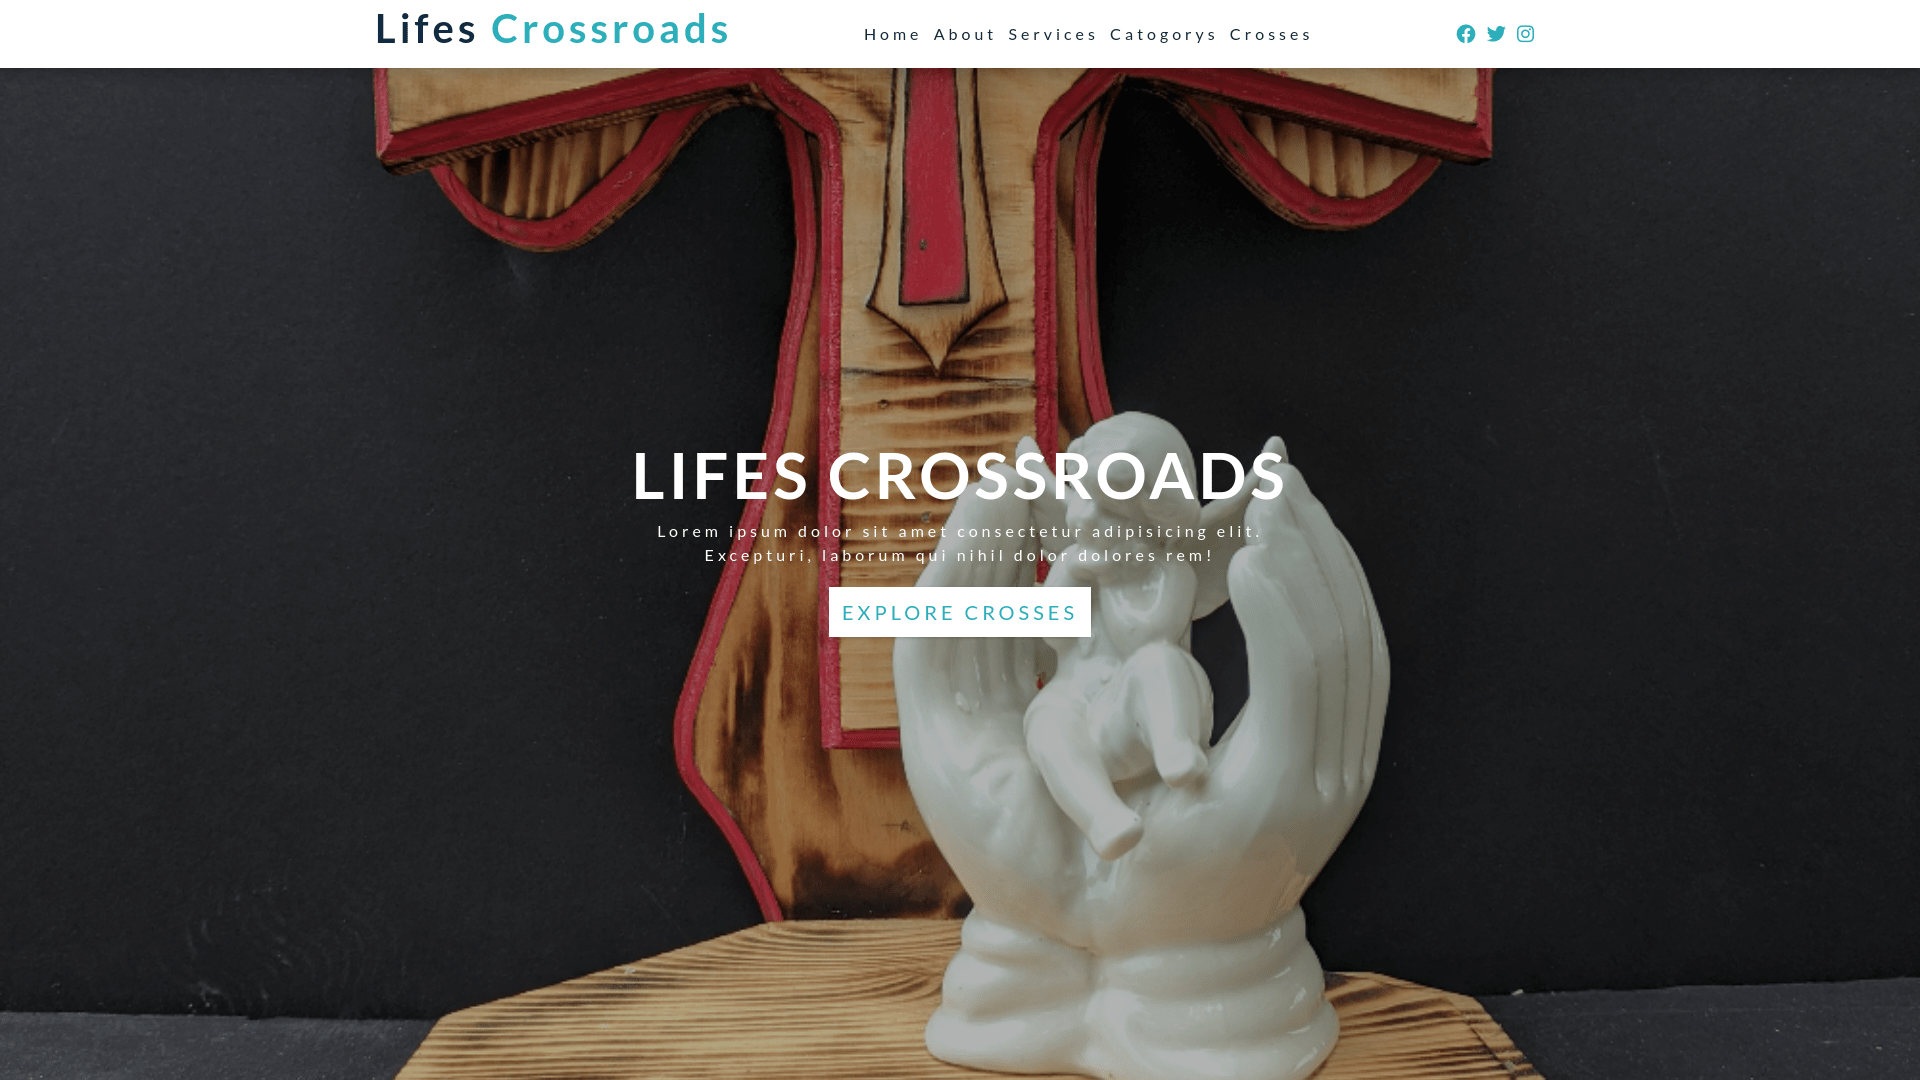 Lifes Crossroads
Home About Services Catogorys Crosses
LIFES CROSSROADS
Lorem ipsum dolor sit amet consectetur adipisicing elit.
Excepturi, laborum qui nihil dolor dolores rem!
EXPLORE CROSSES